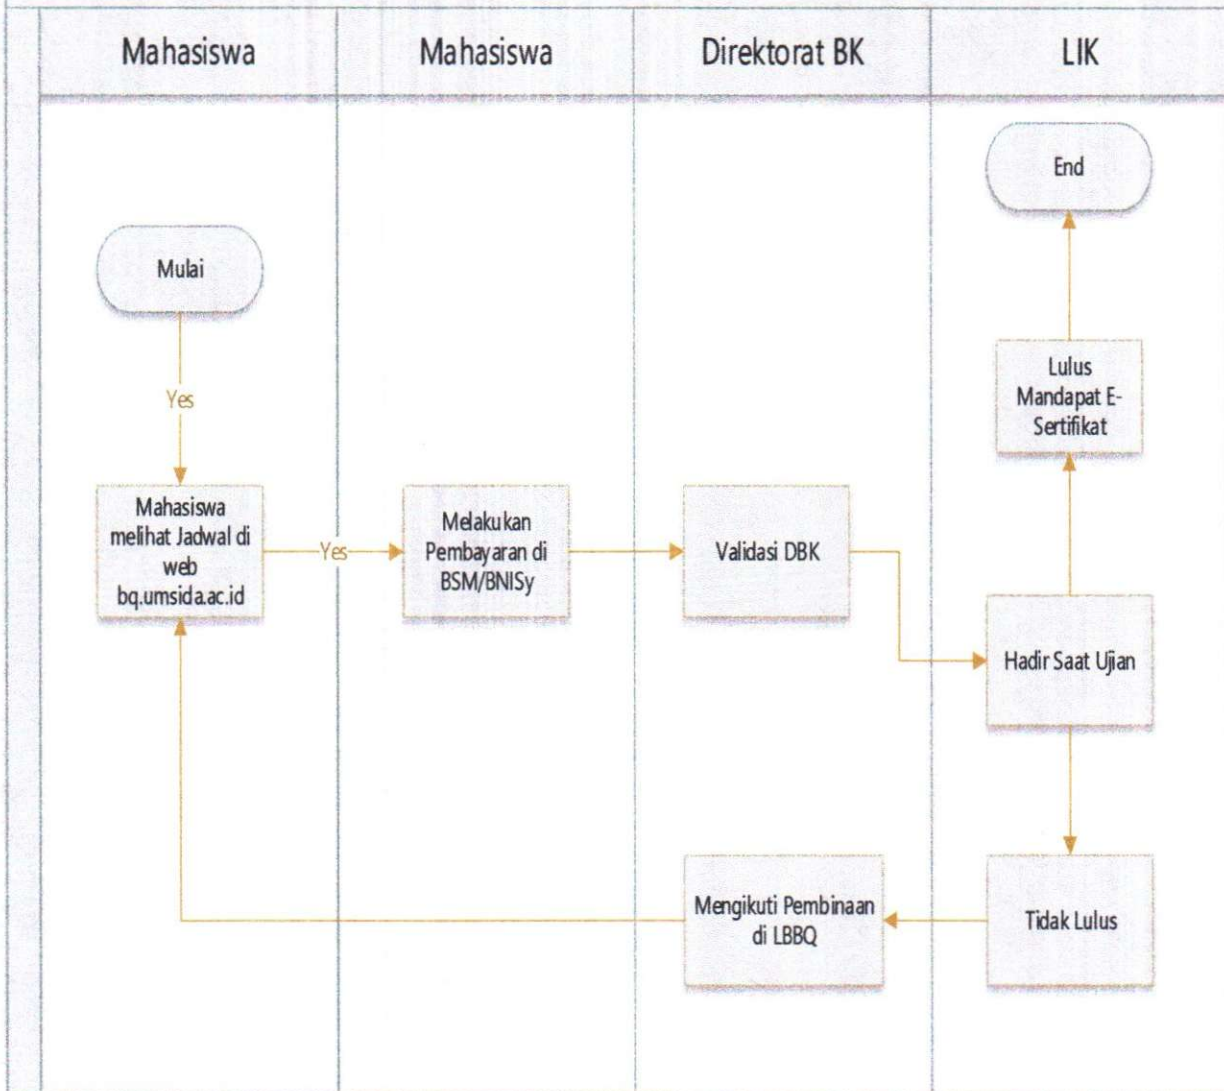 Mahasiswa
Mahasiswa
Direktorat BK
LIK
Mulai
Yes
Mahasiswa
melihat Jadwal di
web
bq.umsida.ac.id
Yes
Melakukan
Pembayaran di
BSM/BNISy
Validasi DBK
Hadir Saat Ujian
Lulus
Mandapat E-
Sertifikat
End
Tidak Lulus
Mengikuti Pembinaan
di LBBQ